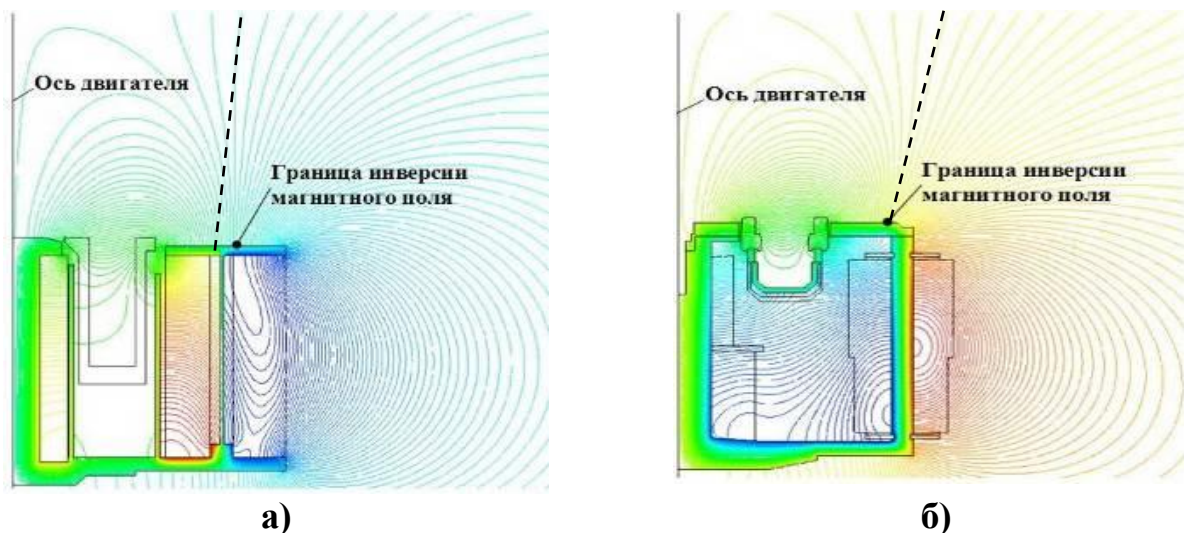 Ось двигателя
Граница инверсии
магнитного поля
а)
Ось двигателя
Граница инверсии
магнитного поля
б)